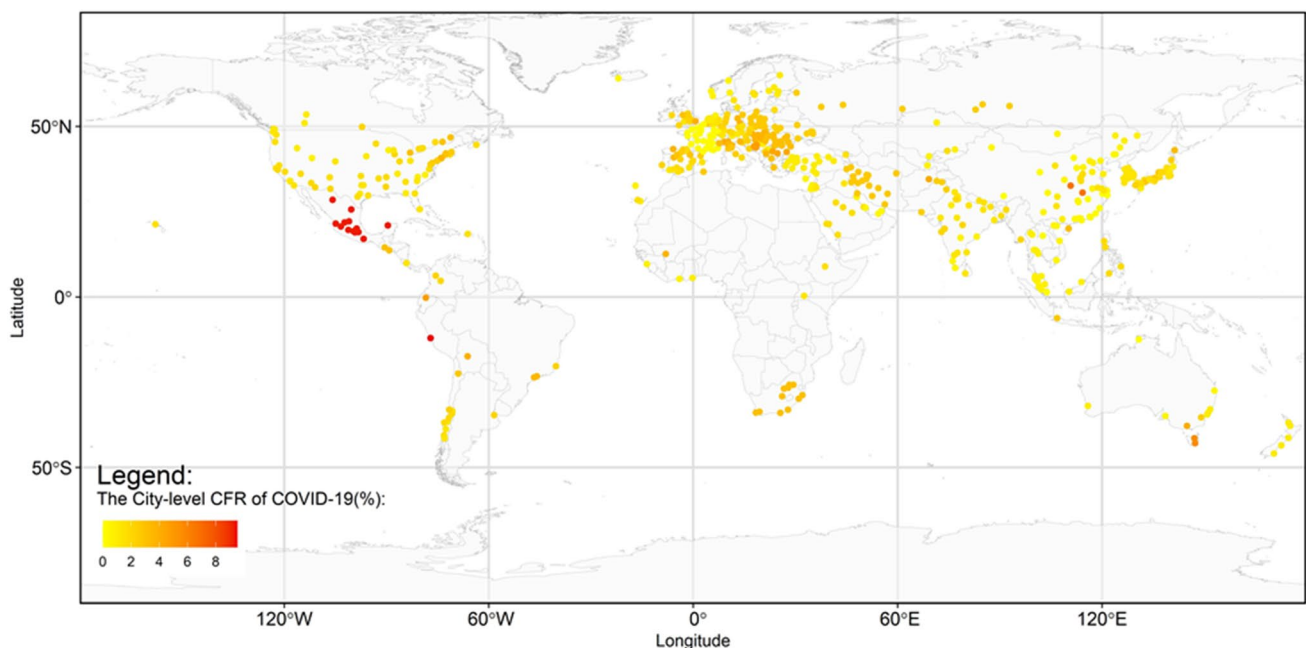 50°N
0°
50°S
Latitude
Legend:
The City-level CFR of COVID-19(%):
0 2 4 6 8
120°W 60°W 0° 60°E 120°E
Longitude